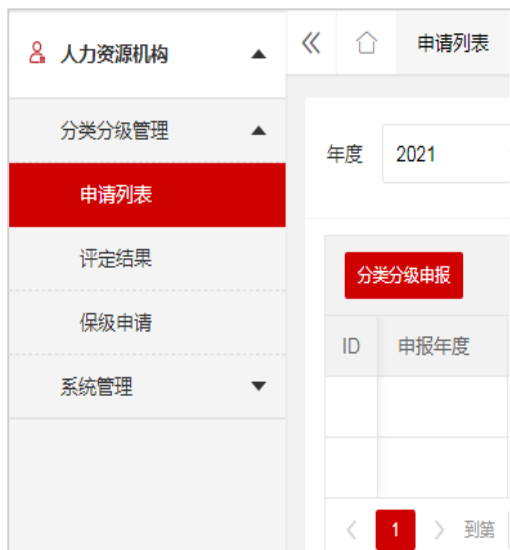 人力资源机构
分类分级管理
申请列表
评定结果
保级申请
系统管理
申请列表
年度 2021
分类分级申报
ID 申报年度
1 到第